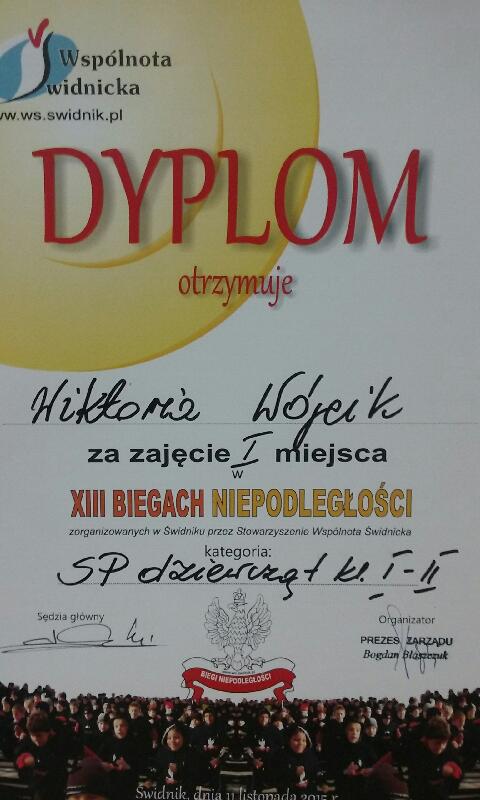 Wspólnota
Świdnicka
ww.ws.swidnik.pl
DYPLOM
otrzymuje
Wiktoria Wójcik
za zajęcie I miejsca
w
XIII BIEGACH NIEPODLEGŁOŚCI
zorganizowanych w Świdniku przez Stowarzyszenie Wspólnota Świdnicka
kategoria:
SP dziewcząt kl. I-II
Sędzia główny
Organizator
PREZES ZARZĄDU
Bogdan Błaszczuk
BIEGI NIEPODLEGŁOŚCI
Świdnik, dnia 11 listopada 2015 r.